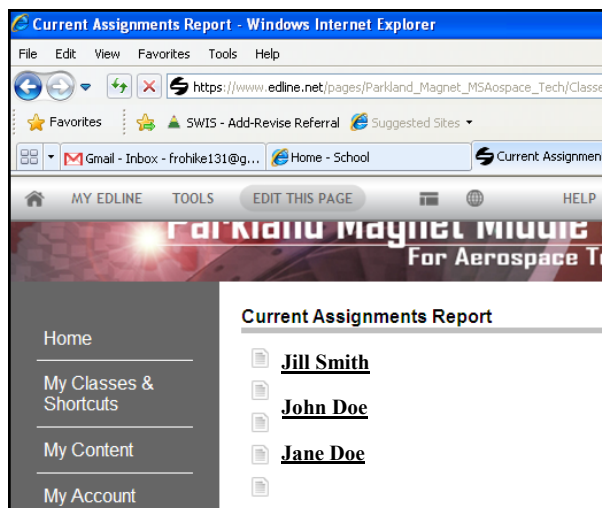 Current Assignments Report - Windows Internet Explorer
File Edit View Favorites Tools Help
https://www.edline.net/pages/Parkland_Magnet_MSAospace_Tech/Classe
Favorites SWIS - Add-Revise Referral Suggested Sites
Gmail - Inbox - frohike131@g... Home - School Current Assignmen
MY EDLINE TOOLS EDIT THIS PAGE HELP
Parkland Magnet Middle
For Aerospace T
Current Assignments Report
Home
My Classes &
Shortcuts
My Content
My Account
Jill Smith
John Doe
Jane Doe